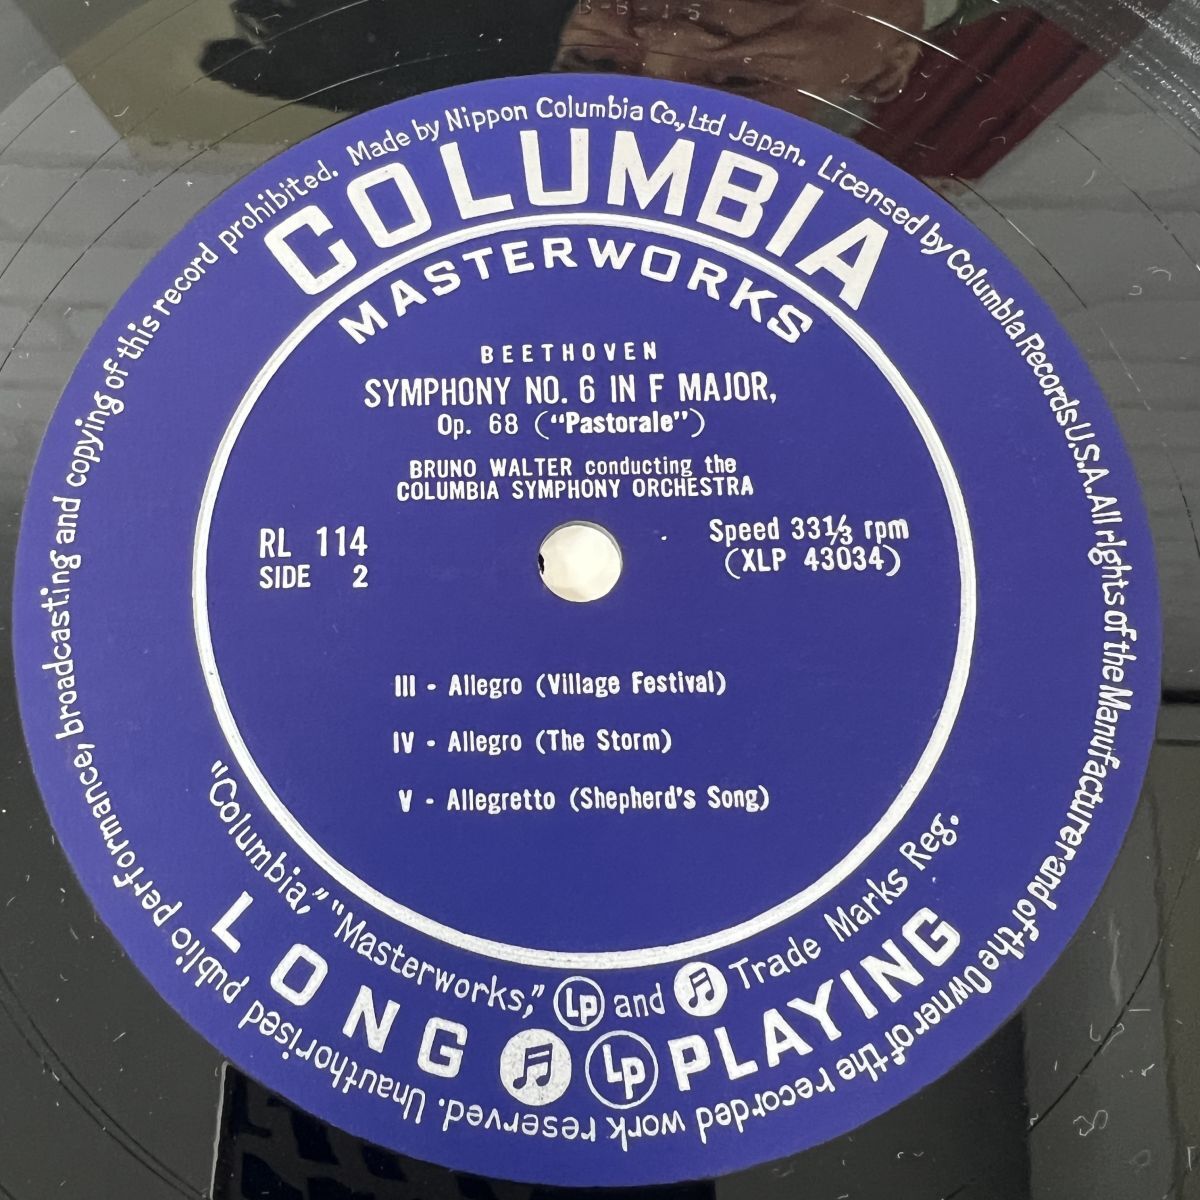 Made by Nippon Columbia Co., Ltd Japan. Licensed by Columbia Records U.S.A. All rights of the Manufacturer and of the Owner of the recorded work reserved. Unauthorised public performance, broadcasting and copying of this record prohibited.
COLUMBIA
MASTERWORKS
BEETHOVEN
SYMPHONY NO. 6 IN F MAJOR,
Op. 68 ("Pastorale")
BRUNO WALTER conducting the
COLUMBIA SYMPHONY ORCHESTRA
RL 114
SIDE 2
Speed 33⅓ rpm
(XLP 43034)
III - Allegro (Village Festival)
IV - Allegro (The Storm)
V - Allegretto (Shepherd's Song)
"Columbia," "Masterworks," Lp and Trade Marks Reg.
LONG Lp PLAYING